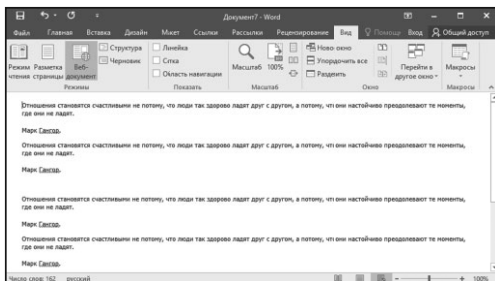 Документ7 - Word
Файл Главная Вставка Дизайн Макет Ссылки Рассылки Рецензирование Вид Помощн Вход Общий доступ
Режим чтения
Разметка страницы
Веб-документ
Структура
Черновик
Режимы
Линейка
Сетка
Область навигации
Показать
Масштаб
100%
Масштаб
Новое окно
Упорядочить все
Разделить
Перейти в другое окно
Окно
Макросы
Макросы
Отношения становятся счастливыми не потому, что люди так здорово ладят друг с другом, а потому, что они настойчиво преодолевают те моменты,
где они не ладят.
Марк Гангор.
Отношения становятся счастливыми не потому, что люди так здорово ладят друг с другом, а потому, что они настойчиво преодолевают те моменты,
где они не ладят.
Марк Гангор.
Отношения становятся счастливыми не потому, что люди так здорово ладят друг с другом, а потому, что они настойчиво преодолевают те моменты,
где они не ладят.
Марк Гангор.
Отношения становятся счастливыми не потому, что люди так здорово ладят друг с другом, а потому, что они настойчиво преодолевают те моменты,
где они не ладят.
Марк Гангор.
Число слов: 162 русский
100%